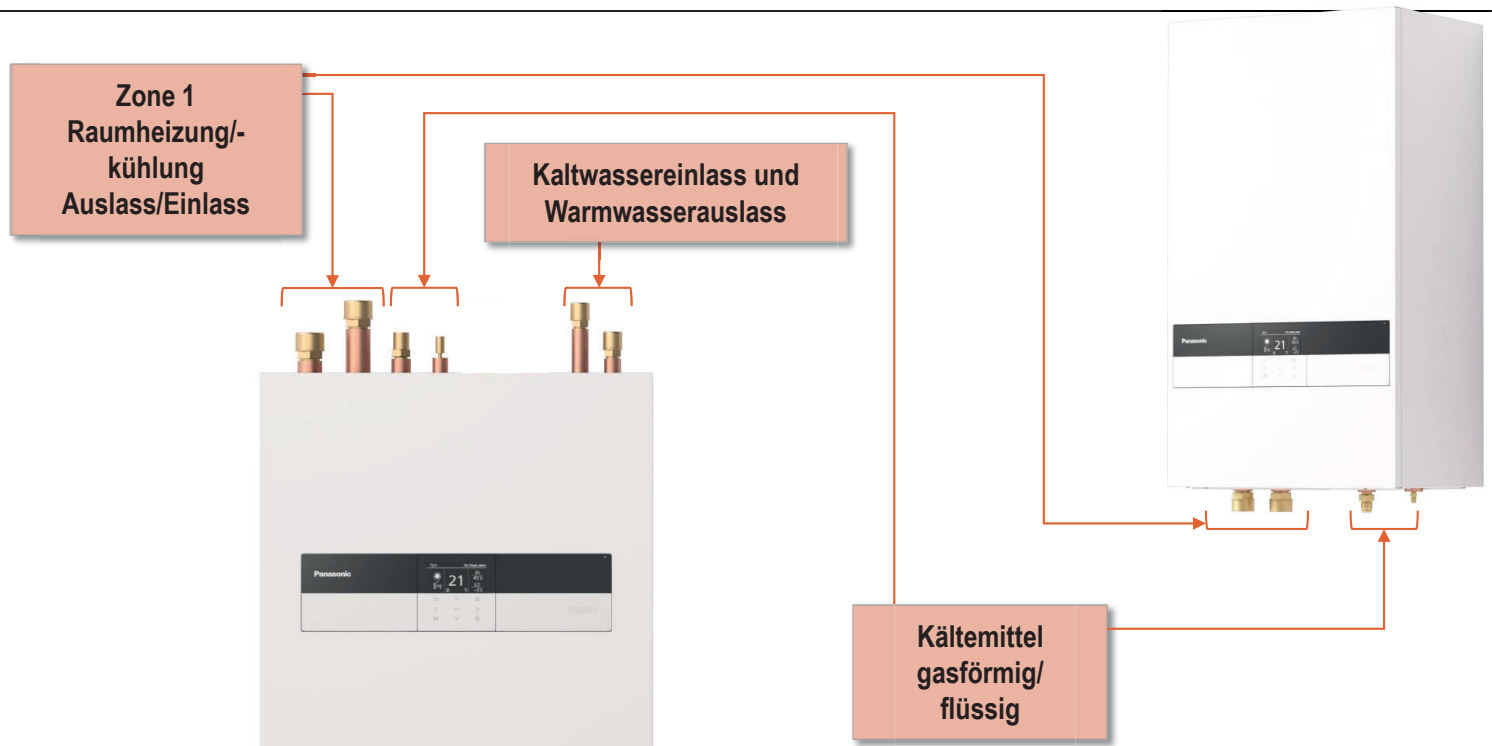 Zone 1
Raumheizung/-
kühlung
Auslass/Einlass
Kaltwassereinlass und
Warmwasserauslass
Panasonic
21
Panasonic
21
Kältemittel
gasförmig/
flüssig